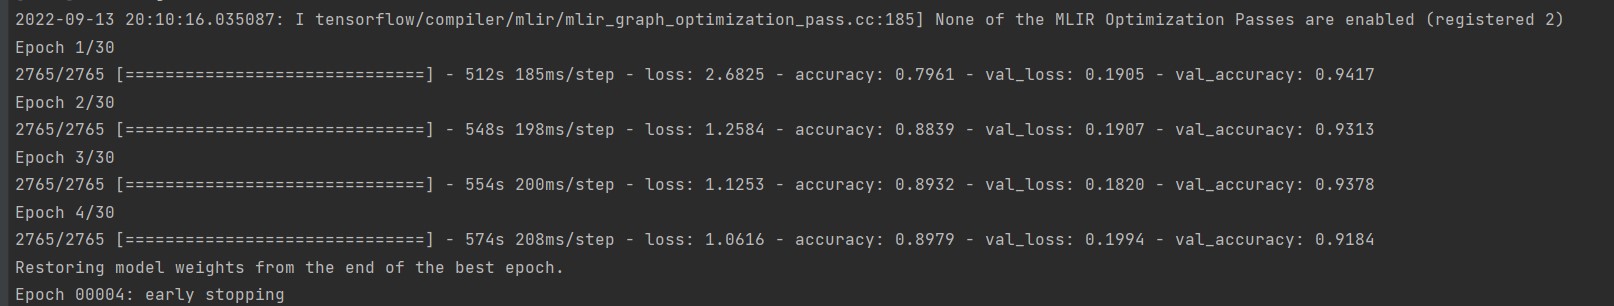 2022-09-13 20:10:16.035087: I tensorflow/compiler/mlir/mlir_graph_optimization_pass.cc:185] None of the MLIR Optimization Passes are enabled (registered 2)
Epoch 1/30
2765/2765 [==============================] - 512s 185ms/step - loss: 2.6825 - accuracy: 0.7961 - val_loss: 0.1905 - val_accuracy: 0.9417
Epoch 2/30
2765/2765 [==============================] - 548s 198ms/step - loss: 1.2584 - accuracy: 0.8839 - val_loss: 0.1907 - val_accuracy: 0.9313
Epoch 3/30
2765/2765 [==============================] - 554s 200ms/step - loss: 1.1253 - accuracy: 0.8932 - val_loss: 0.1820 - val_accuracy: 0.9378
Epoch 4/30
2765/2765 [==============================] - 574s 208ms/step - loss: 1.0616 - accuracy: 0.8979 - val_loss: 0.1994 - val_accuracy: 0.9184
Restoring model weights from the end of the best epoch.
Epoch 00004: early stopping